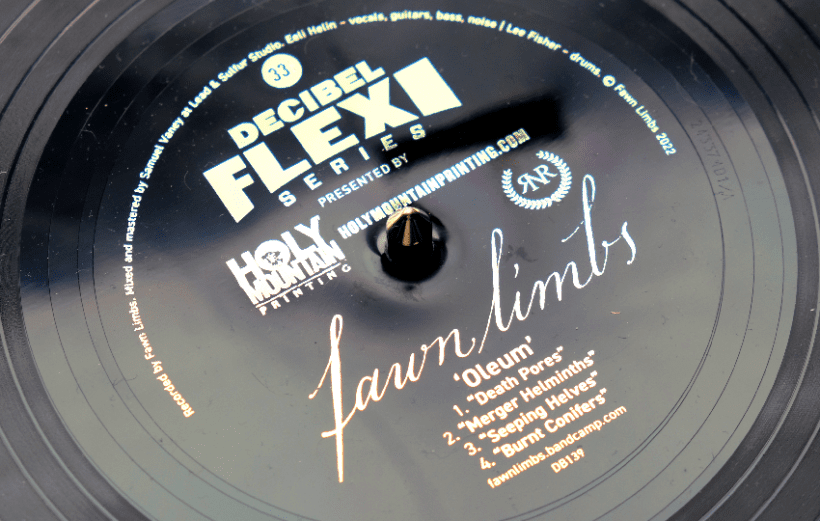 Recorded by Fawn Limbs. Mixed and mastered by Samuel Vaney at Lead & Sulfur Studio. Eeli Helin – vocals, guitars, bass, noise | Lee Fisher – drums. © Fawn Limbs 2022
33
DECIBEL
FLEXI
SERIES
PRESENTED BY
HOLYMOUNTAINPRINTING.COM
HOLY
MOUNTAIN
PRINTING
RNR
fawn limbs
‘Oleum’
1. “Death Pores”
2. “Merger Helminths”
3. “Seeping Helves”
4. “Burnt Conifers”
fawnlimbs.bandcamp.com
DB139